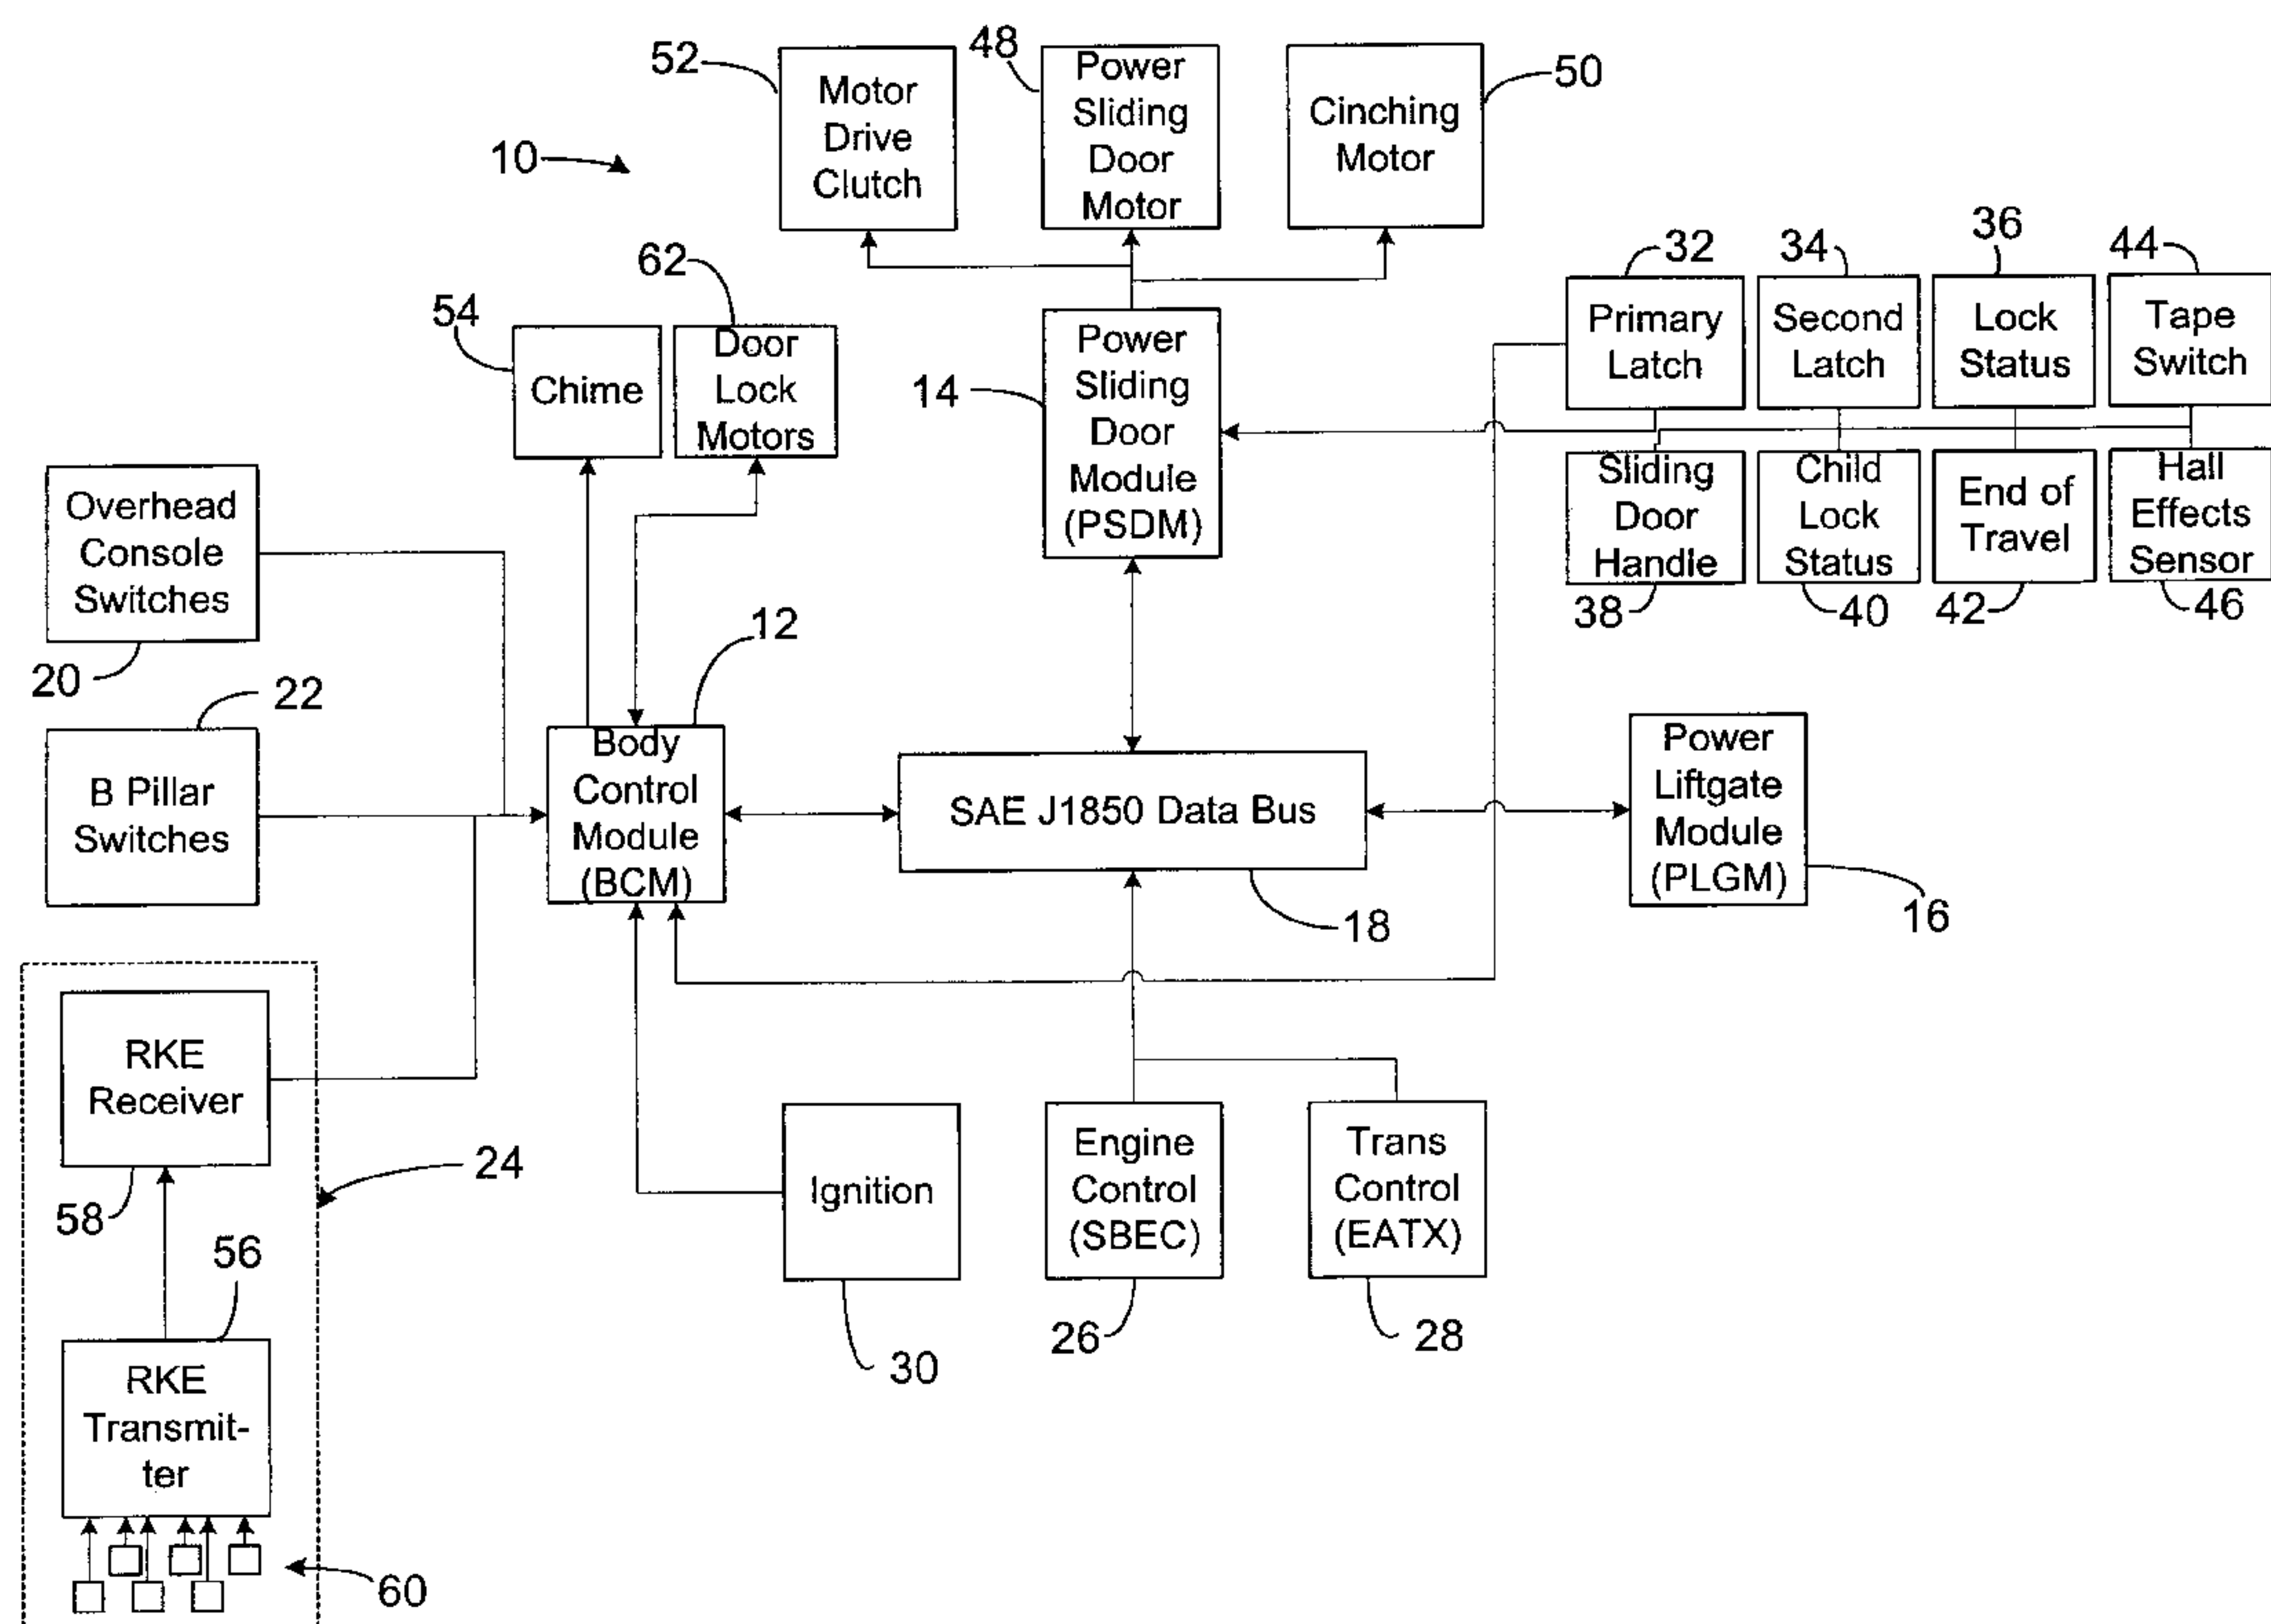 52
Motor
Drive
Clutch
48
Power
Sliding
Door
Motor
50
Cinching
Motor
10
62
54
Chime
Door
Lock
Motors
14
Power
Sliding
Door
Module
(PSDM)
32
Primary
Latch
34
Second
Latch
36
Lock
Status
44
Tape
Switch
Sliding
Door
Handle
38
Child
Lock
Status
40
End of
Travel
42
Hall
Effects
Sensor
46
Overhead
Console
Switches
20
22
B Pillar
Switches
12
Body
Control
Module
(BCM)
SAE J1850 Data Bus
18
Power
Liftgate
Module
(PLGM)
16
RKE
Receiver
58
24
56
RKE
Transmit-
ter
60
Ignition
30
Engine
Control
(SBEC)
26
Trans
Control
(EATX)
28